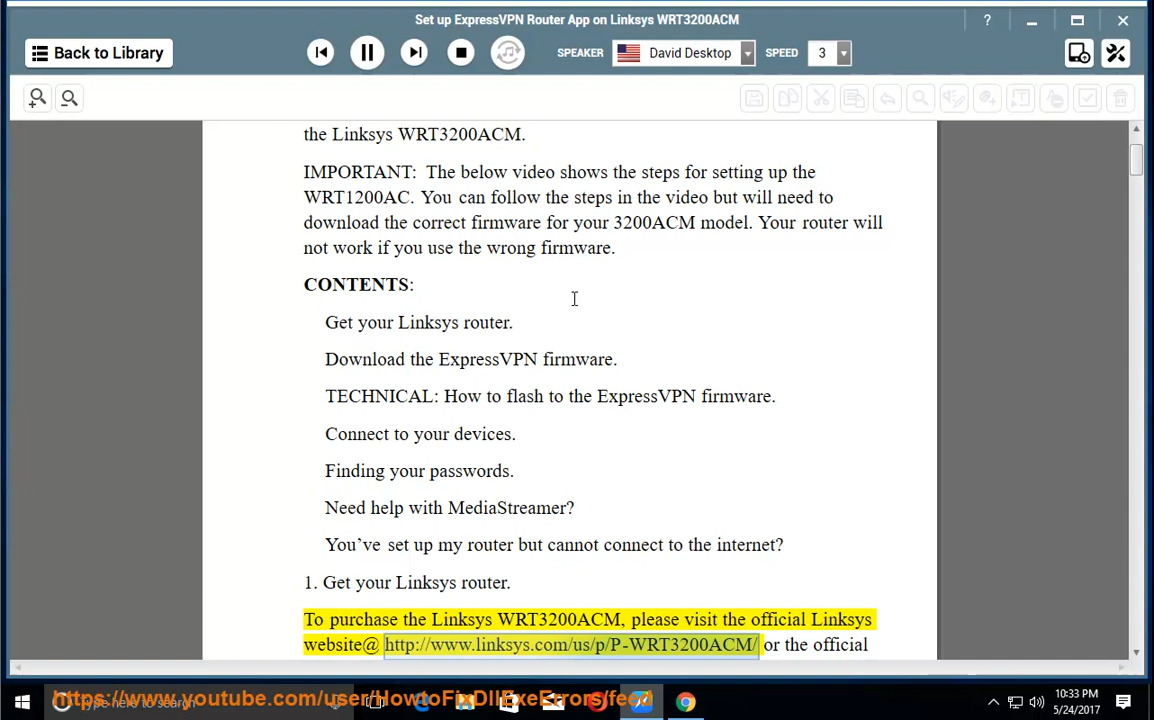 Set up ExpressVPN Router App on Linksys WRT3200ACM
Back to Library
SPEAKER
David Desktop
SPEED
3
the Linksys WRT3200ACM.
IMPORTANT: The below video shows the steps for setting up the
WRT1200AC. You can follow the steps in the video but will need to
download the correct firmware for your 3200ACM model. Your router will
not work if you use the wrong firmware.
CONTENTS:
Get your Linksys router.
Download the ExpressVPN firmware.
TECHNICAL: How to flash to the ExpressVPN firmware.
Connect to your devices.
Finding your passwords.
Need help with MediaStreamer?
You’ve set up my router but cannot connect to the internet?
1. Get your Linksys router.
To purchase the Linksys WRT3200ACM, please visit the official Linksys
website@ http://www.linksys.com/us/p/P-WRT3200ACM/ or the official
https://www.youtube.com/user/HowtoFixDllExeErrors/feed
Type here to search
10:33 PM
5/24/2017